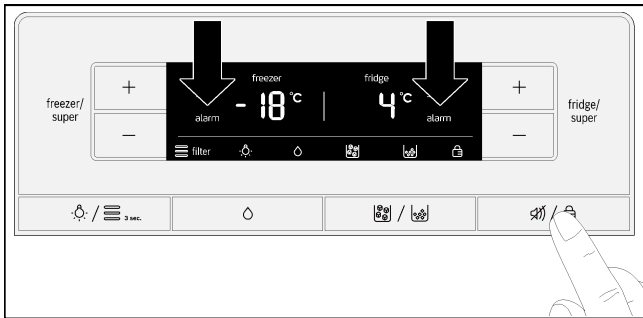 freezer fridge
alarm - 18 °C 4 °C alarm
freezer/ super
+ +
− −
fridge/ super
filter
/ 3 sec.
/
/